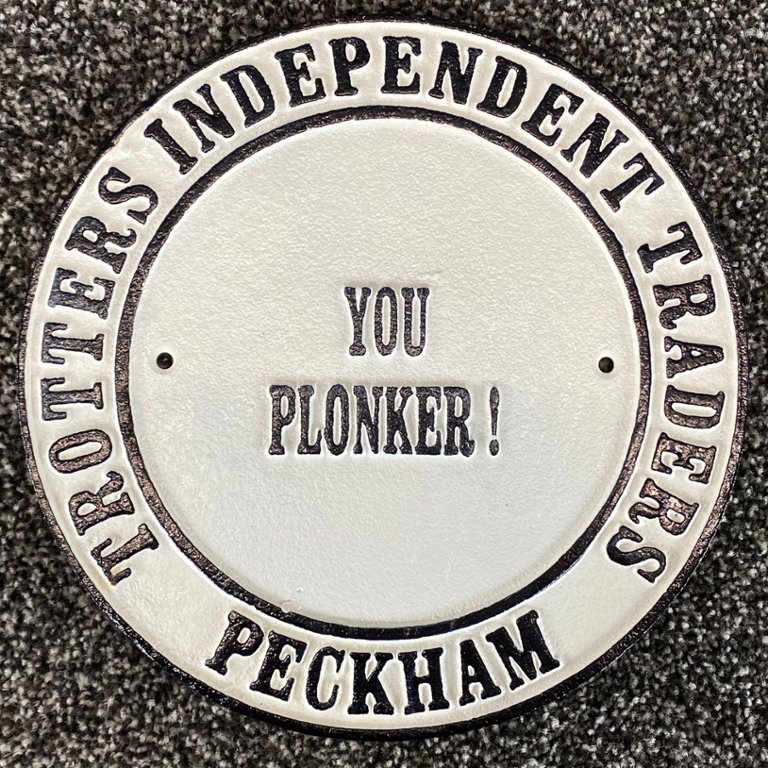 TROTTERS INDEPENDENT TRADERS
YOU
PLONKER!
PECKHAM